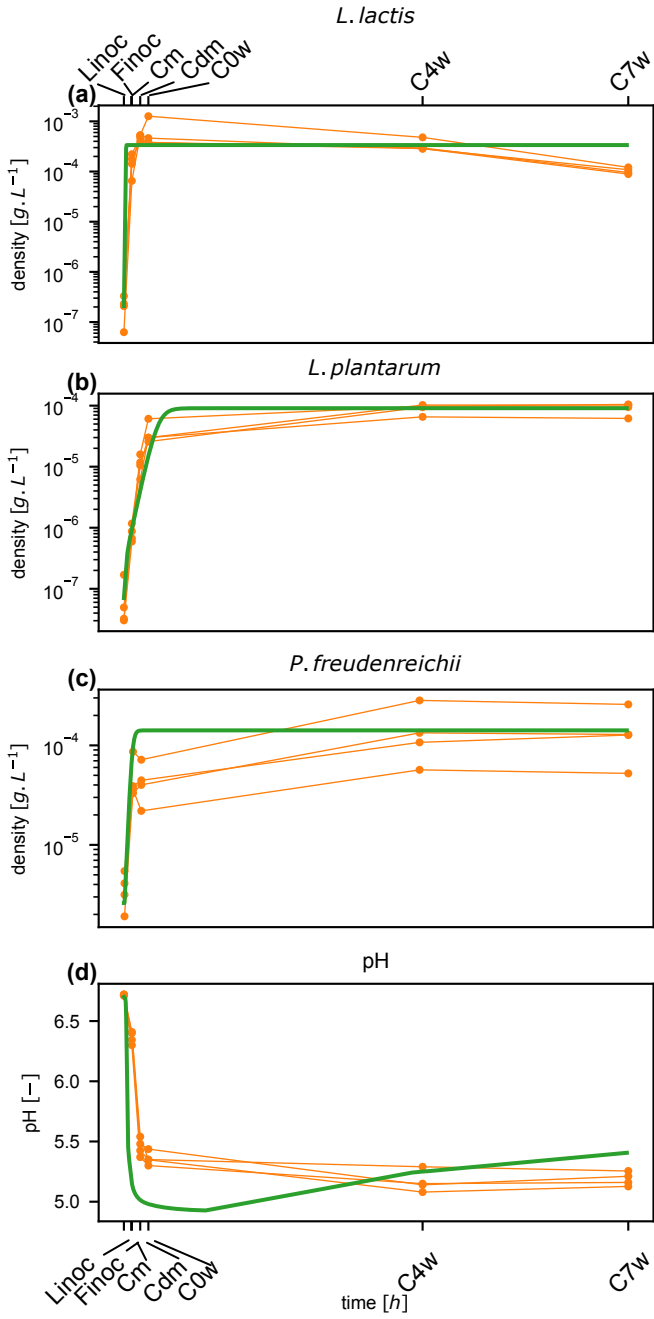 L. lactis
Linoc Finoc Cm Cdm C0w C4w C7w
(a)
10⁻³
10⁻⁴
10⁻⁵
10⁻⁶
10⁻⁷
density [g.L⁻¹]
L. plantarum
(b)
10⁻⁴
10⁻⁵
10⁻⁶
10⁻⁷
density [g.L⁻¹]
P. freudenreichii
(c)
10⁻⁴
10⁻⁵
density [g.L⁻¹]
pH
(d)
6.5
6.0
5.5
5.0
pH [−]
Linoc Finoc Cm Cdm C0w C4w C7w
time [h]